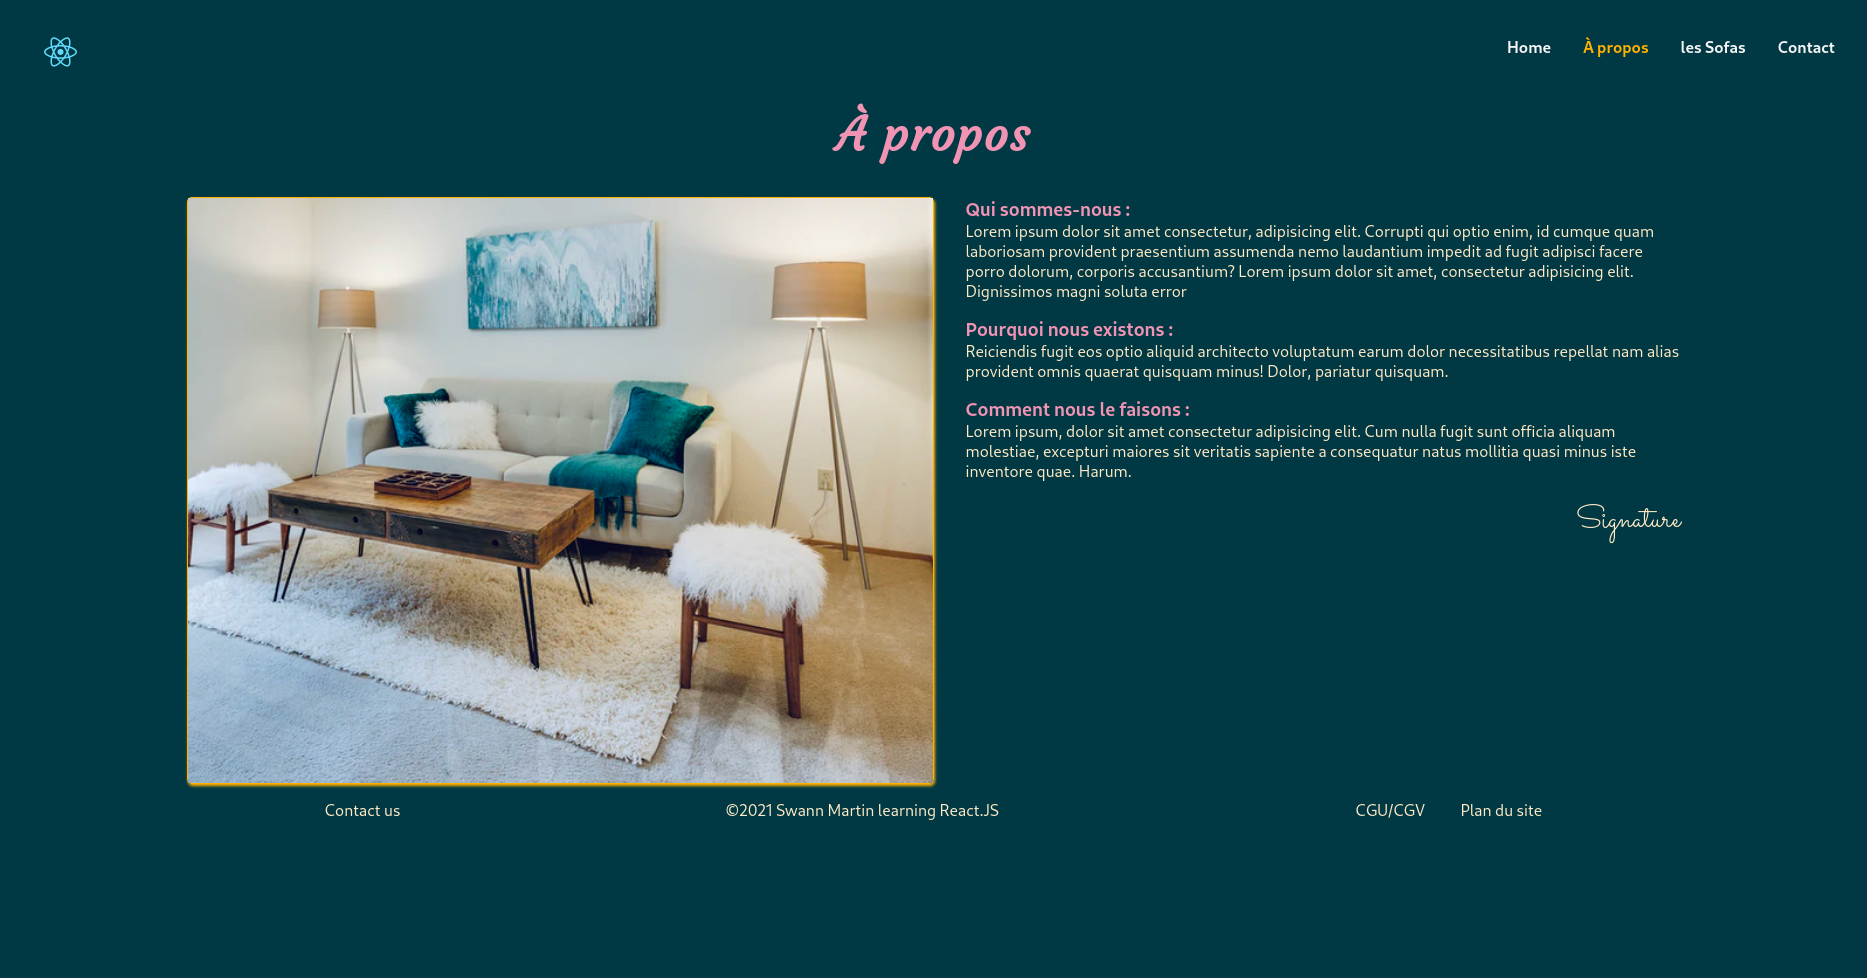 Home
À propos
les Sofas
Contact
À propos
Qui sommes-nous :
Lorem ipsum dolor sit amet consectetur, adipisicing elit. Corrupti qui optio enim, id cumque quam
laboriosam provident praesentium assumenda nemo laudantium impedit ad fugit adipisci facere
porro dolorum, corporis accusantium? Lorem ipsum dolor sit amet, consectetur adipisicing elit.
Dignissimos magni soluta error
Pourquoi nous existons :
Reiciendis fugit eos optio aliquid architecto voluptatum earum dolor necessitatibus repellat nam alias
provident omnis quaerat quisquam minus! Dolor, pariatur quisquam.
Comment nous le faisons :
Lorem ipsum, dolor sit amet consectetur adipisicing elit. Cum nulla fugit sunt officia aliquam
molestiae, excepturi maiores sit veritatis sapiente a consequatur natus mollitia quasi minus iste
inventore quae. Harum.
Signature
Contact us
©2021 Swann Martin learning React.JS
CGU/CGV
Plan du site